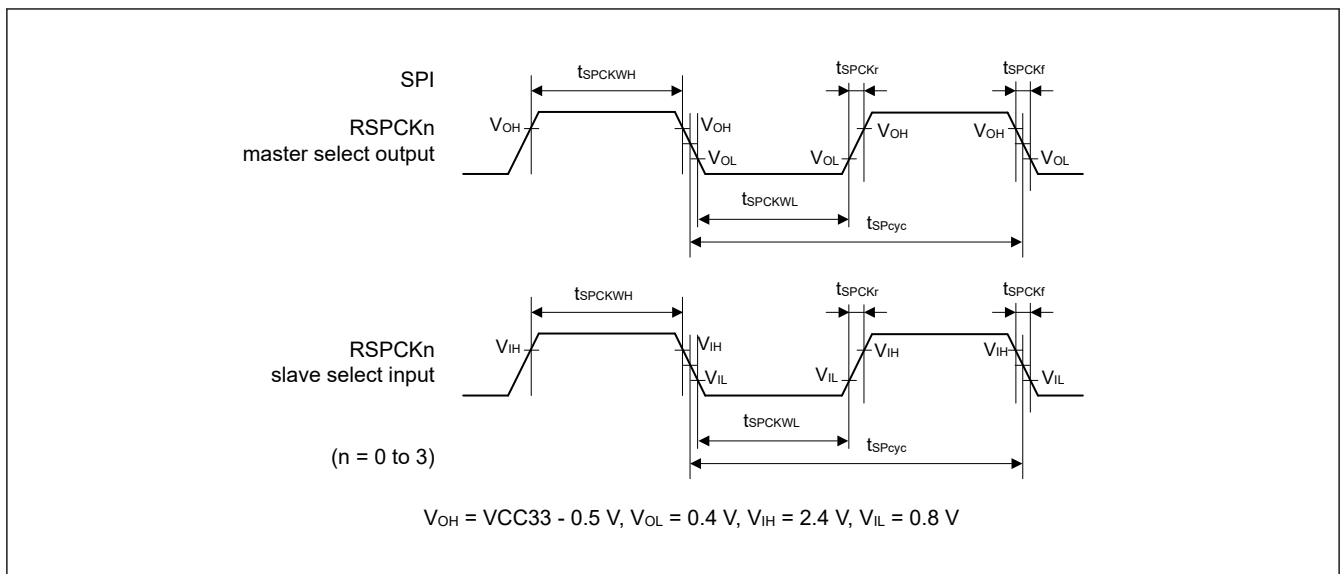 SPI
tSPCKWH
tSPCKr
tSPCKf
RSPCKn
master select output
VOH
VOH
VOL
VOL
VOH
VOH
VOL
tSPCKWL
tSPcyc
tSPCKWH
tSPCKr
tSPCKf
RSPCKn
slave select input
VIH
VIH
VIL
VIL
VIH
VIH
VIL
tSPCKWL
tSPcyc
(n = 0 to 3)
VOH = VCC33 - 0.5 V, VOL = 0.4 V, VIH = 2.4 V, VIL = 0.8 V